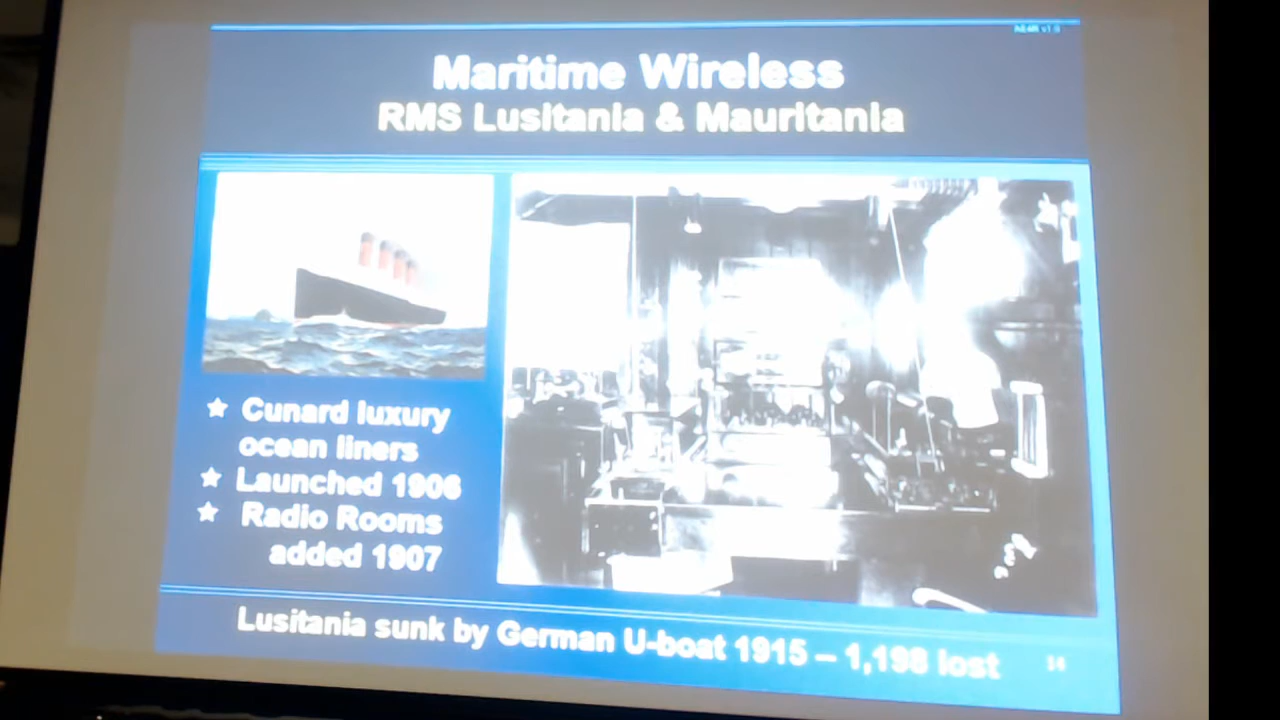 Maritime Wireless
RMS Lusitania & Mauritania
Cunard luxury
ocean liners
Launched 1906
Radio Rooms
added 1907
Lusitania sunk by German U-boat 1915 – 1,198 lost